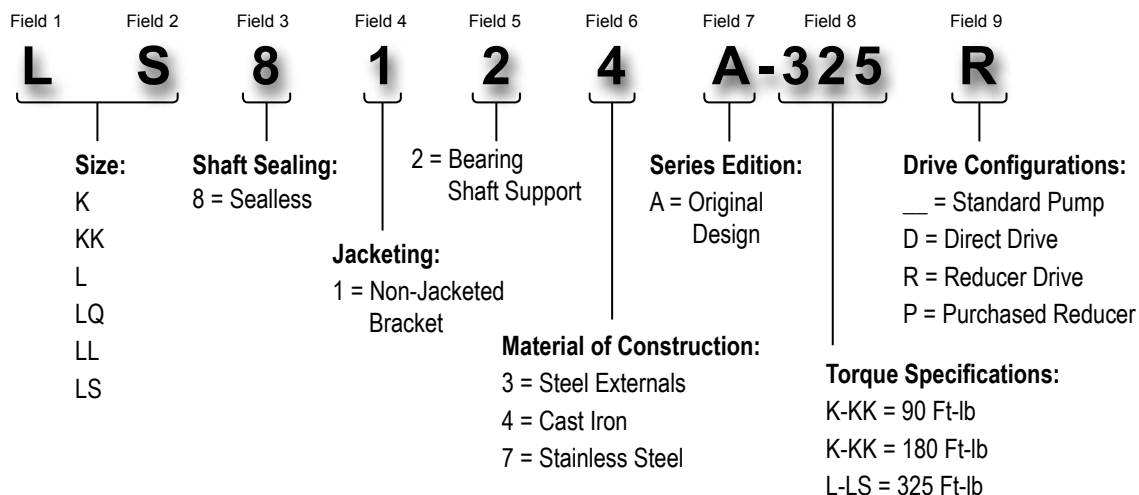 Field 1 Field 2 Field 3 Field 4 Field 5 Field 6 Field 7 Field 8 Field 9
L S 8 1 2 4 A-325 R
Size:
K
KK
L
LQ
LL
LS
Shaft Sealing:
8 = Sealless
Jacketing:
1 = Non-Jacketed
Bracket
2 = Bearing
Shaft Support
Material of Construction:
3 = Steel Externals
4 = Cast Iron
7 = Stainless Steel
Series Edition:
A = Original
Design
Torque Specifications:
K-KK = 90 Ft-lb
K-KK = 180 Ft-lb
L-LS = 325 Ft-lb
Drive Configurations:
__ = Standard Pump
D = Direct Drive
R = Reducer Drive
P = Purchased Reducer